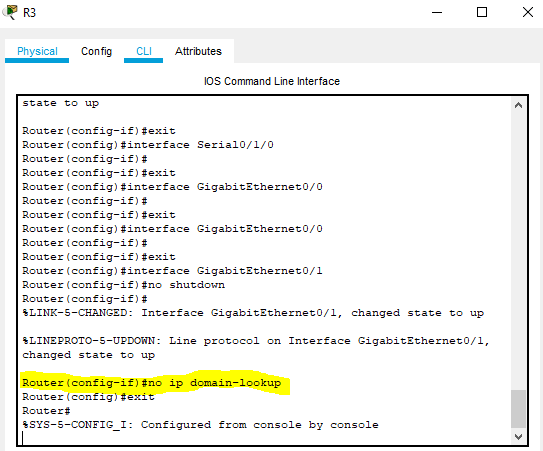 R3
Physical Config CLI Attributes
IOS Command Line Interface
state to up
Router(config-if)#exit
Router(config)#interface Serial0/1/0
Router(config-if)#
Router(config-if)#exit
Router(config)#interface GigabitEthernet0/0
Router(config-if)#
Router(config-if)#exit
Router(config)#interface GigabitEthernet0/0
Router(config-if)#
Router(config-if)#exit
Router(config)#interface GigabitEthernet0/1
Router(config-if)#no shutdown
Router(config-if)#
%LINK-5-CHANGED: Interface GigabitEthernet0/1, changed state to up
%LINEPROTO-5-UPDOWN: Line protocol on Interface GigabitEthernet0/1,
changed state to up
Router(config-if)#no ip domain-lookup
Router(config)#exit
Router#
%SYS-5-CONFIG_I: Configured from console by console